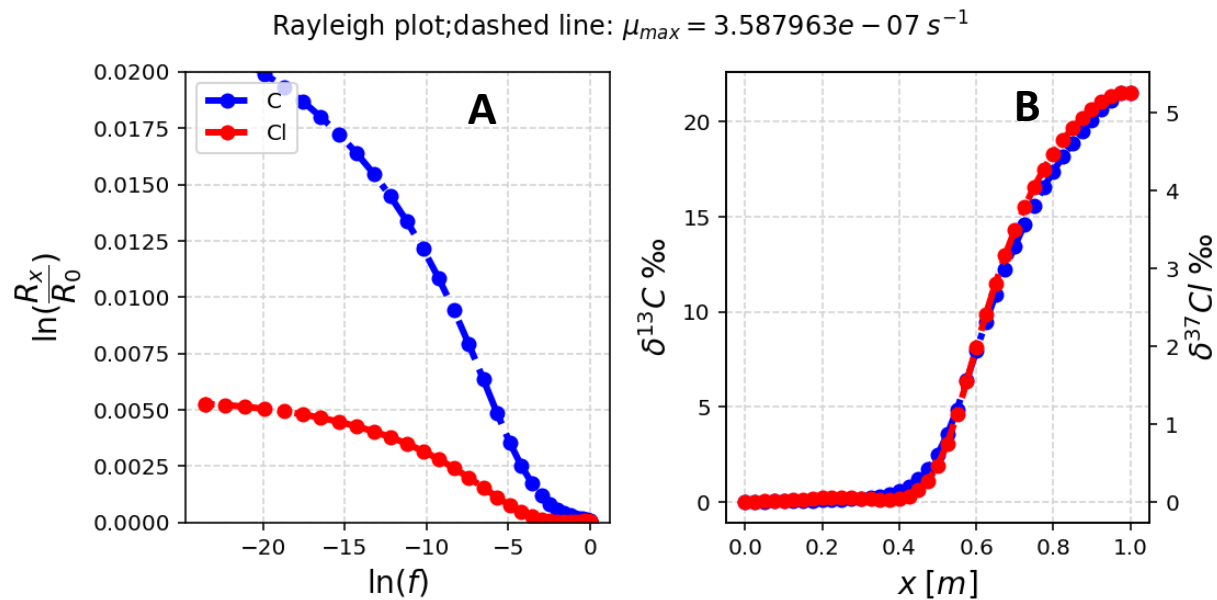 Rayleigh plot;dashed line: μmax = 3.587963e − 07 s⁻¹
A
C
Cl
0.0200
0.0175
0.0150
0.0125
0.0100
0.0075
0.0050
0.0025
0.0000
ln(Rx/R0)
−20 −15 −10 −5 0
ln(f)
B
20
15
10
5
0
δ¹³C ‰
5
4
3
2
1
0
δ³⁷Cl ‰
0.0 0.2 0.4 0.6 0.8 1.0
x [m]